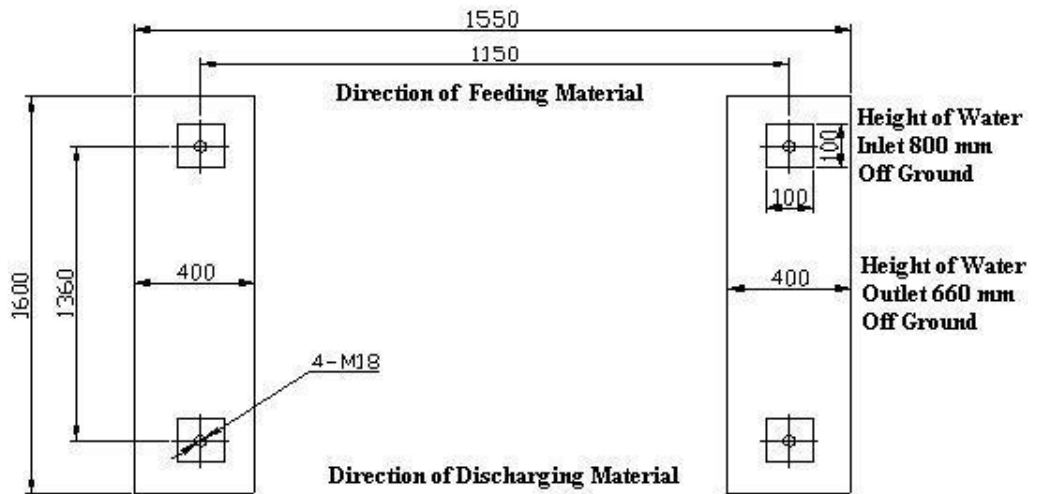 1550
1150
Direction of Feeding Material
Height of Water
Inlet 800 mm
Off Ground
100
100
1600
1360
400
400
Height of Water
Outlet 660 mm
Off Ground
4-M18
Direction of Discharging Material